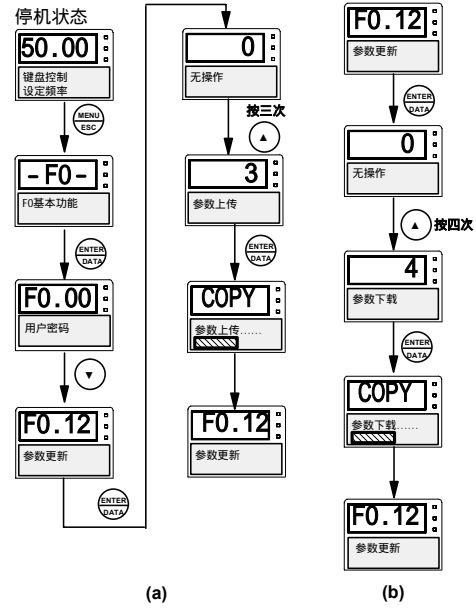 停机状态
50.00
键盘控制
设定频率
MENU
ESC
－F0－
F0基本功能
ENTER
DATA
F0.00
用户密码
▼
F0.12
参数更新
ENTER
DATA
0
无操作
按三次
▲
3
参数上传
ENTER
DATA
COPY
参数上传……
F0.12
参数更新
(a)
F0.12
参数更新
ENTER
DATA
0
无操作
▲ 按四次
4
参数下载
ENTER
DATA
COPY
参数下载……
F0.12
参数更新
(b)